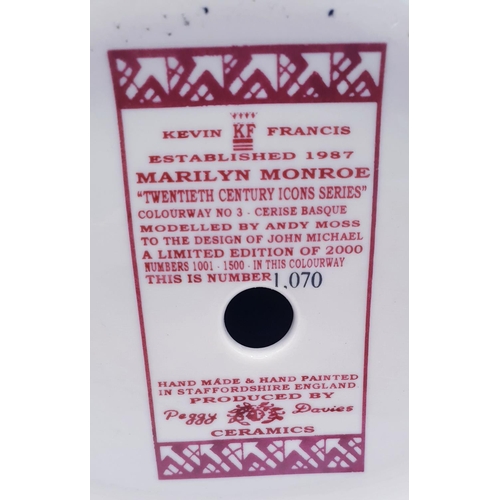 KEVIN KF FRANCIS
ESTABLISHED 1987
MARILYN MONROE
"TWENTIETH CENTURY ICONS SERIES"
COLOURWAY NO 3 - CERISE BASQUE
MODELLED BY ANDY MOSS
TO THE DESIGN OF JOHN MICHAEL
A LIMITED EDITION OF 2000
NUMBERS 1001 - 1500 - IN THIS COLOURWAY
THIS IS NUMBER 1,070
HAND MADE & HAND PAINTED
IN STAFFORDSHIRE ENGLAND
PRODUCED BY
Peggy Davies
CERAMICS